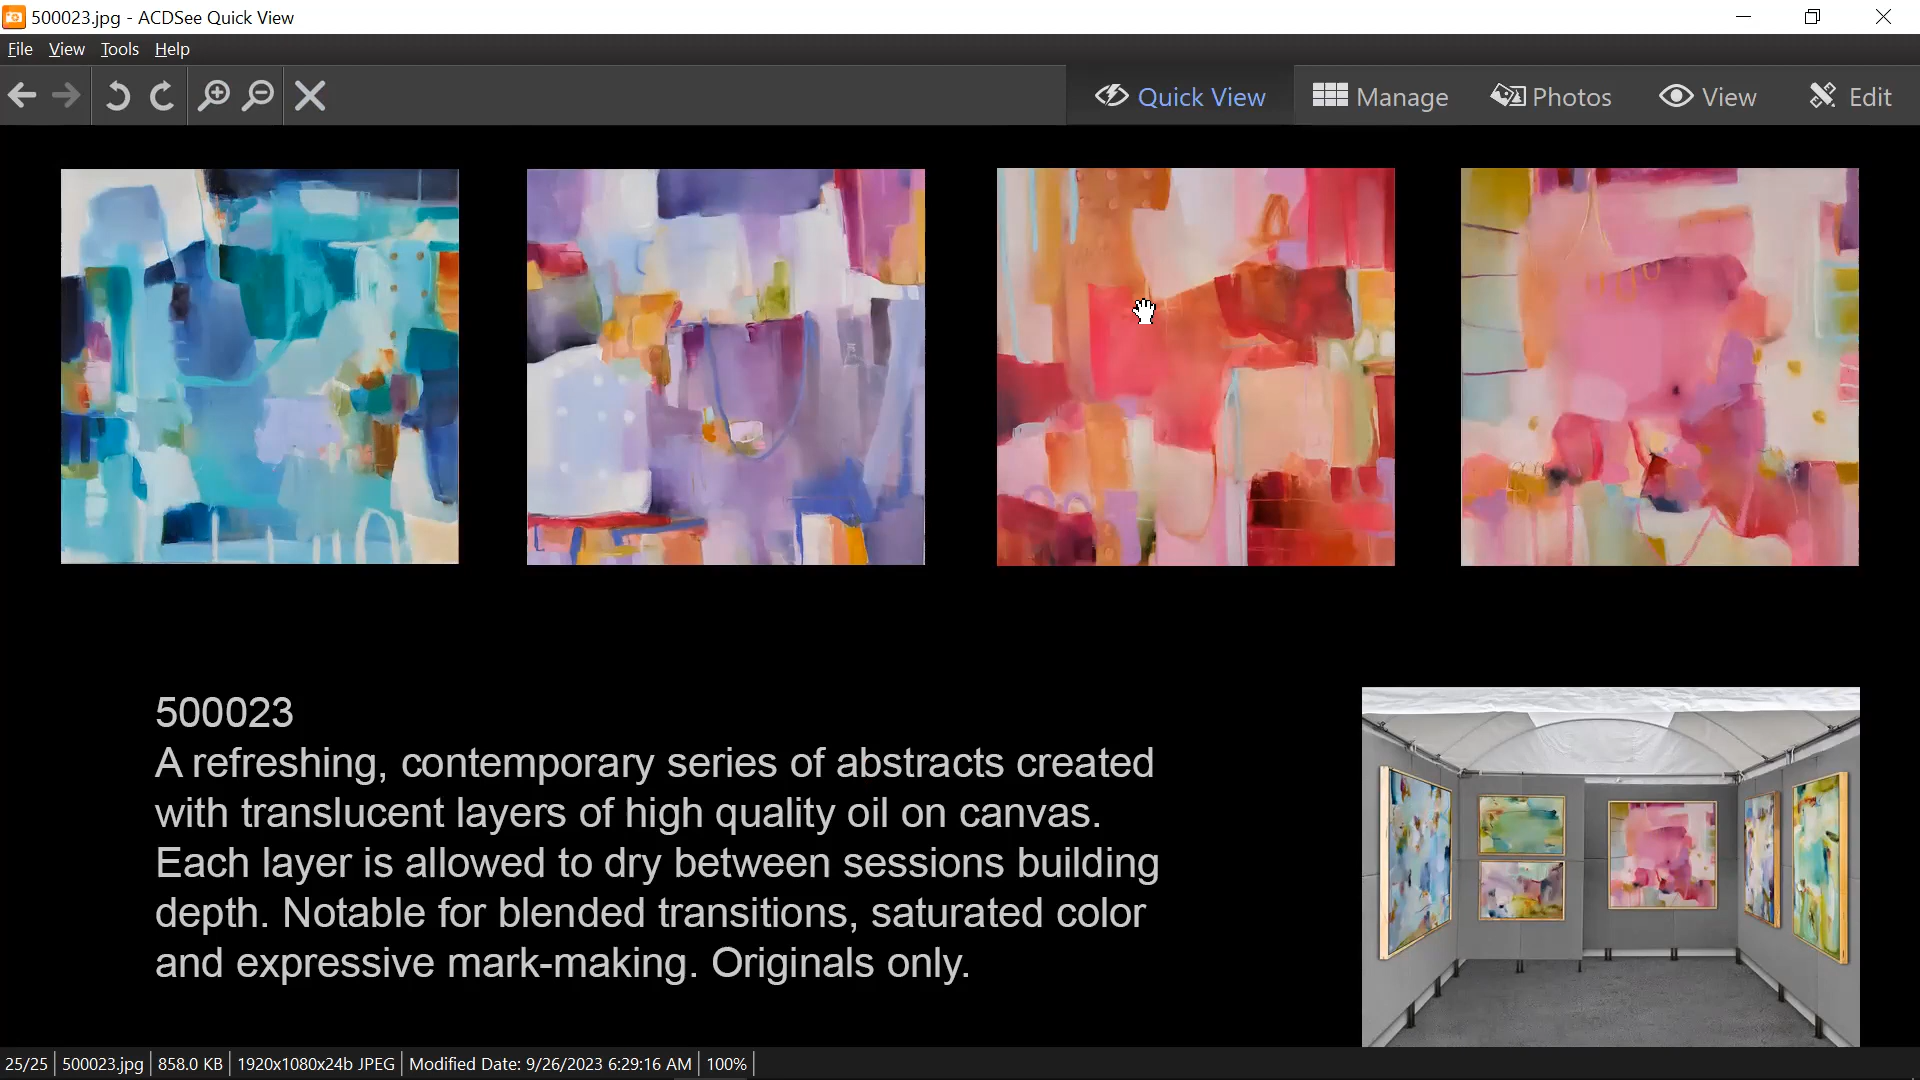 500023.jpg - ACDSee Quick View
File View Tools Help
Quick View Manage Photos View Edit
500023
A refreshing, contemporary series of abstracts created
with translucent layers of high quality oil on canvas.
Each layer is allowed to dry between sessions building
depth. Notable for blended transitions, saturated color
and expressive mark-making. Originals only.
25/25 500023.jpg 858.0 KB 1920x1080x24b JPEG Modified Date: 9/26/2023 6:29:16 AM 100%